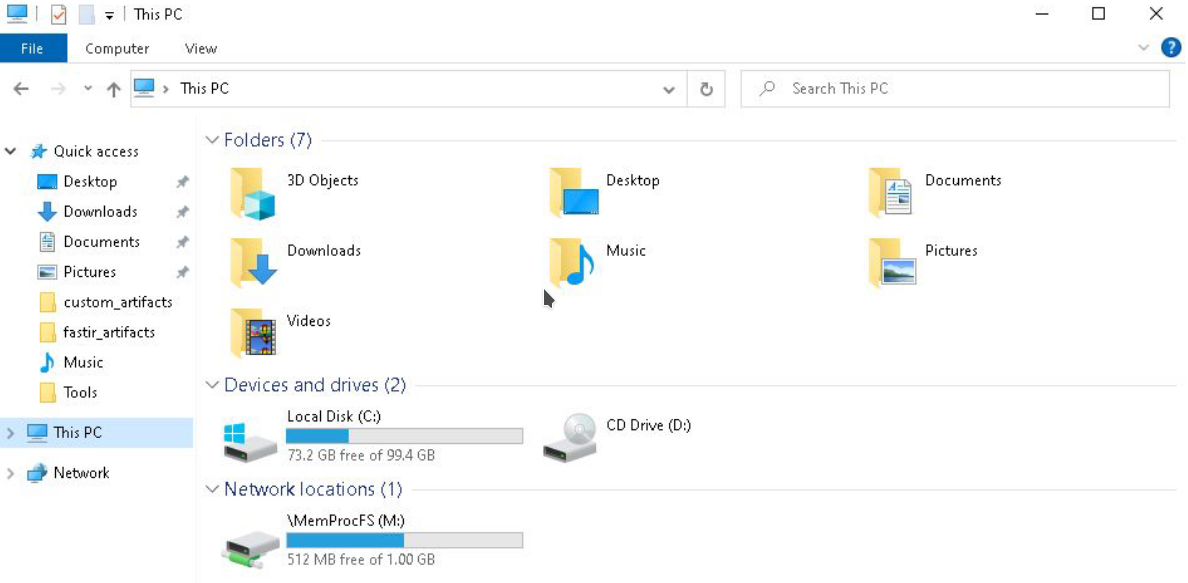 This PC
File Computer View ?
This PC
Search This PC
Quick access
Desktop
Downloads
Documents
Pictures
custom_artifacts
fastir_artifacts
Music
Tools
This PC
Network
Folders (7)
3D Objects Desktop Documents
Downloads Music Pictures
Videos
Devices and drives (2)
Local Disk (C:)
73.2 GB free of 99.4 GB
CD Drive (D:)
Network locations (1)
\MemProcFS (M:)
512 MB free of 1.00 GB